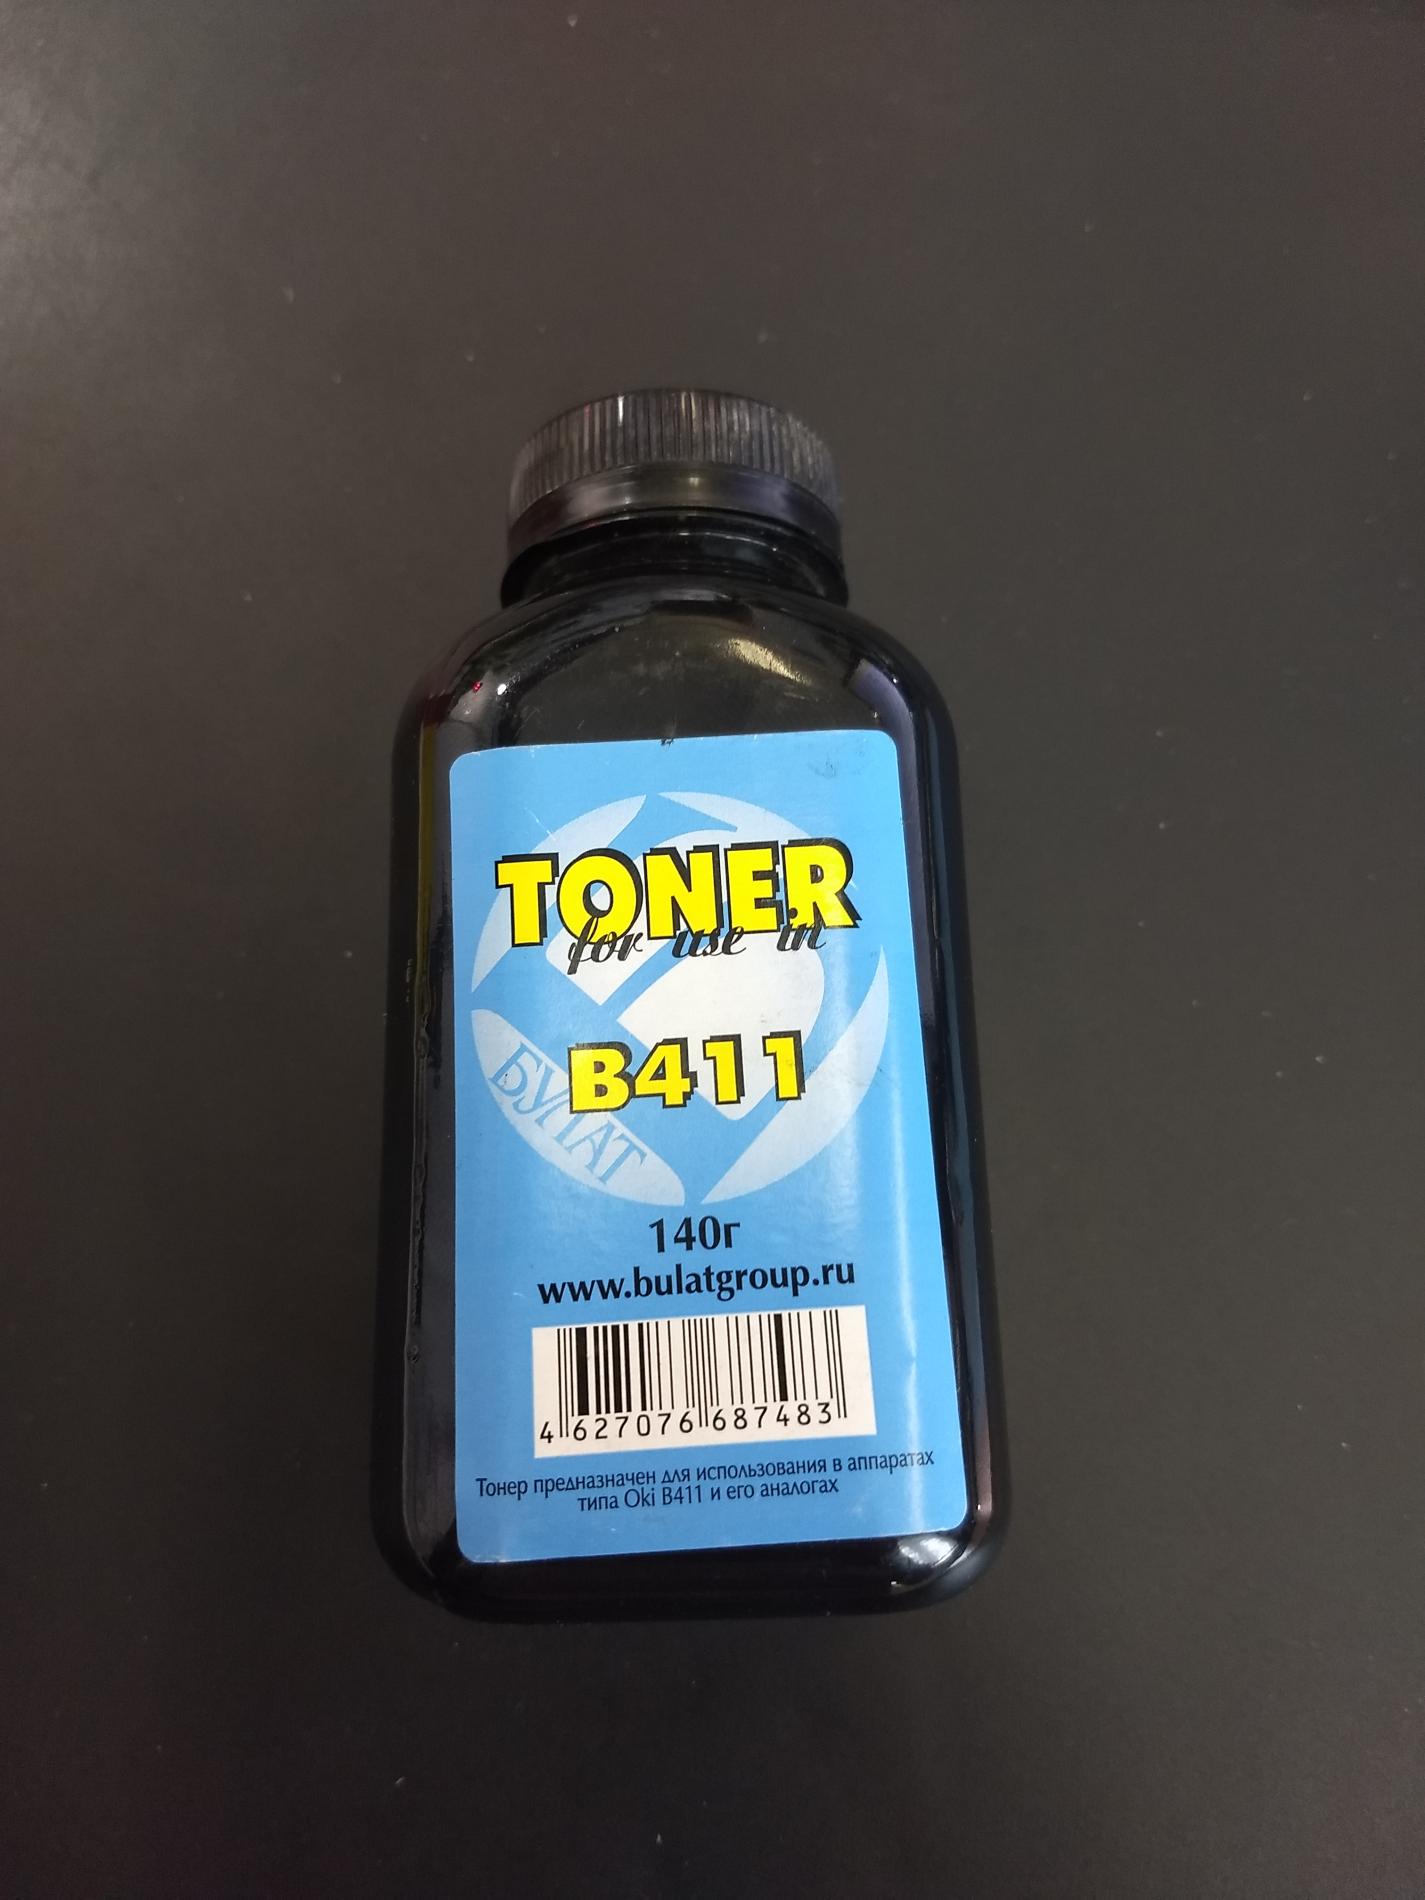 TONER
for use in
B411
БУЛАТ
140г
www.bulatgroup.ru
4 627076 687483
Тонер предназначен для использования в аппаратах
типа Oki B411 и его аналогах